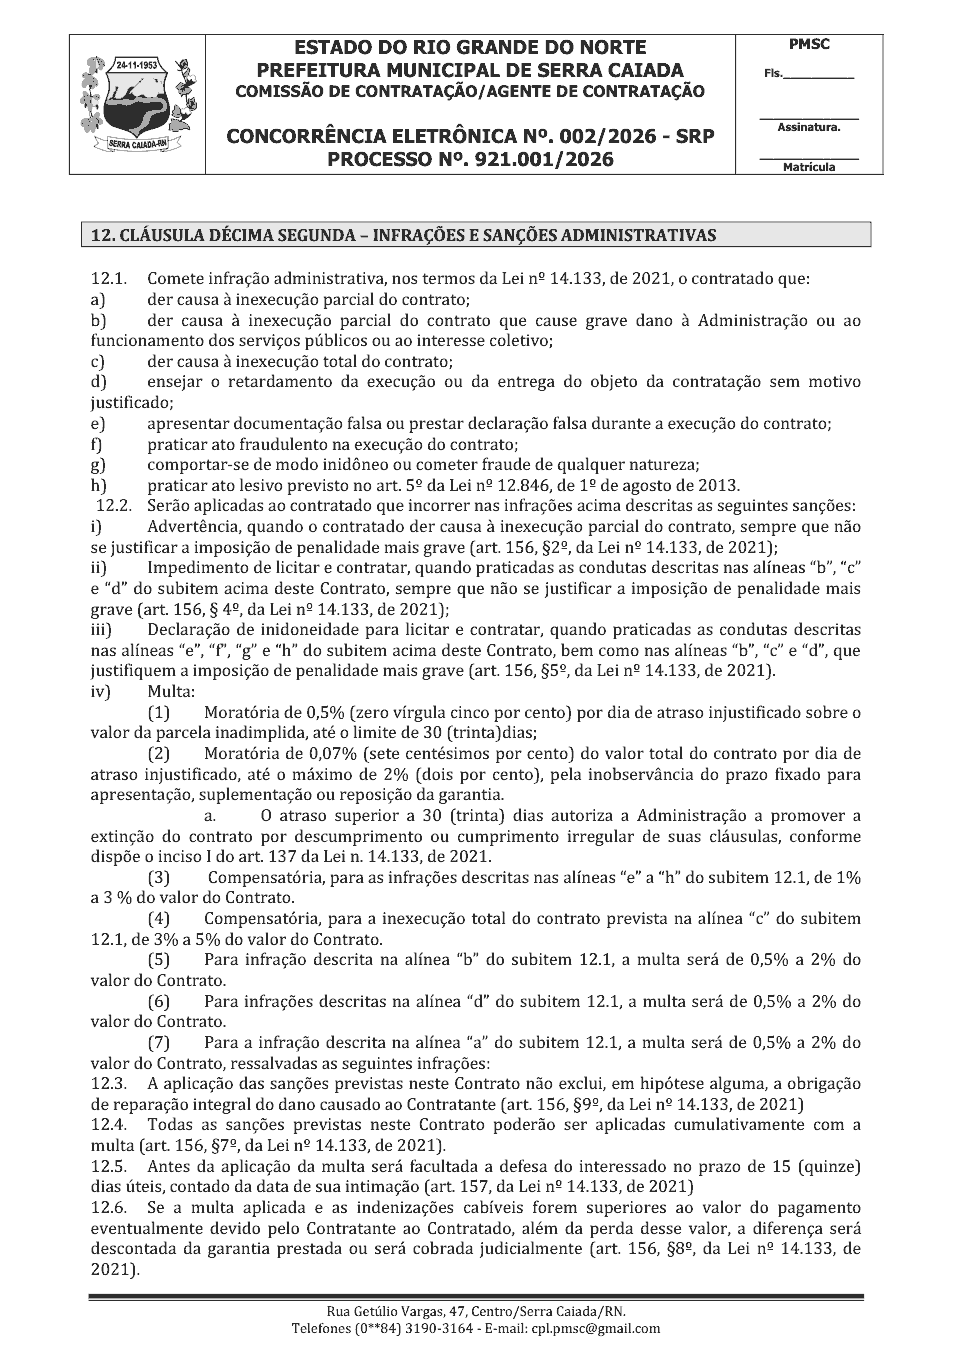 24-11-1953
SERRA CAIADA-RN
ESTADO DO RIO GRANDE DO NORTE
PREFEITURA MUNICIPAL DE SERRA CAIADA
COMISSÃO DE CONTRATAÇÃO/AGENTE DE CONTRATAÇÃO
CONCORRÊNCIA ELETRÔNICA Nº. 002/2026 - SRP
PROCESSO Nº. 921.001/2026
PMSC
Fls.___________
Assinatura.
Matrícula
12. CLÁUSULA DÉCIMA SEGUNDA – INFRAÇÕES E SANÇÕES ADMINISTRATIVAS
12.1. Comete infração administrativa, nos termos da Lei nº 14.133, de 2021, o contratado que:
a) der causa à inexecução parcial do contrato;
b) der causa à inexecução parcial do contrato que cause grave dano à Administração ou ao
funcionamento dos serviços públicos ou ao interesse coletivo;
c) der causa à inexecução total do contrato;
d) ensejar o retardamento da execução ou da entrega do objeto da contratação sem motivo
justificado;
e) apresentar documentação falsa ou prestar declaração falsa durante a execução do contrato;
f) praticar ato fraudulento na execução do contrato;
g) comportar-se de modo inidôneo ou cometer fraude de qualquer natureza;
h) praticar ato lesivo previsto no art. 5º da Lei nº 12.846, de 1º de agosto de 2013.
12.2. Serão aplicadas ao contratado que incorrer nas infrações acima descritas as seguintes sanções:
i) Advertência, quando o contratado der causa à inexecução parcial do contrato, sempre que não
se justificar a imposição de penalidade mais grave (art. 156, §2º, da Lei nº 14.133, de 2021);
ii) Impedimento de licitar e contratar, quando praticadas as condutas descritas nas alíneas “b”, “c”
e “d” do subitem acima deste Contrato, sempre que não se justificar a imposição de penalidade mais
grave (art. 156, § 4º, da Lei nº 14.133, de 2021);
iii) Declaração de inidoneidade para licitar e contratar, quando praticadas as condutas descritas
nas alíneas “e”, “f”, “g” e “h” do subitem acima deste Contrato, bem como nas alíneas “b”, “c” e “d”, que
justifiquem a imposição de penalidade mais grave (art. 156, §5º, da Lei nº 14.133, de 2021).
iv) Multa:
(1) Moratória de 0,5% (zero vírgula cinco por cento) por dia de atraso injustificado sobre o
valor da parcela inadimplida, até o limite de 30 (trinta)dias;
(2) Moratória de 0,07% (sete centésimos por cento) do valor total do contrato por dia de
atraso injustificado, até o máximo de 2% (dois por cento), pela inobservância do prazo fixado para
apresentação, suplementação ou reposição da garantia.
a. O atraso superior a 30 (trinta) dias autoriza a Administração a promover a
extinção do contrato por descumprimento ou cumprimento irregular de suas cláusulas, conforme
dispõe o inciso I do art. 137 da Lei n. 14.133, de 2021.
(3) Compensatória, para as infrações descritas nas alíneas “e” a “h” do subitem 12.1, de 1%
a 3 % do valor do Contrato.
(4) Compensatória, para a inexecução total do contrato prevista na alínea “c” do subitem
12.1, de 3% a 5% do valor do Contrato.
(5) Para infração descrita na alínea “b” do subitem 12.1, a multa será de 0,5% a 2% do
valor do Contrato.
(6) Para infrações descritas na alínea “d” do subitem 12.1, a multa será de 0,5% a 2% do
valor do Contrato.
(7) Para a infração descrita na alínea “a” do subitem 12.1, a multa será de 0,5% a 2% do
valor do Contrato, ressalvadas as seguintes infrações:
12.3. A aplicação das sanções previstas neste Contrato não exclui, em hipótese alguma, a obrigação
de reparação integral do dano causado ao Contratante (art. 156, §9º, da Lei nº 14.133, de 2021)
12.4. Todas as sanções previstas neste Contrato poderão ser aplicadas cumulativamente com a
multa (art. 156, §7º, da Lei nº 14.133, de 2021).
12.5. Antes da aplicação da multa será facultada a defesa do interessado no prazo de 15 (quinze)
dias úteis, contado da data de sua intimação (art. 157, da Lei nº 14.133, de 2021)
12.6. Se a multa aplicada e as indenizações cabíveis forem superiores ao valor do pagamento
eventualmente devido pelo Contratante ao Contratado, além da perda desse valor, a diferença será
descontada da garantia prestada ou será cobrada judicialmente (art. 156, §8º, da Lei nº 14.133, de
2021).
Rua Getúlio Vargas, 47, Centro/Serra Caiada/RN.
Telefones (0**84) 3190-3164 - E-mail: cpl.pmsc@gmail.com